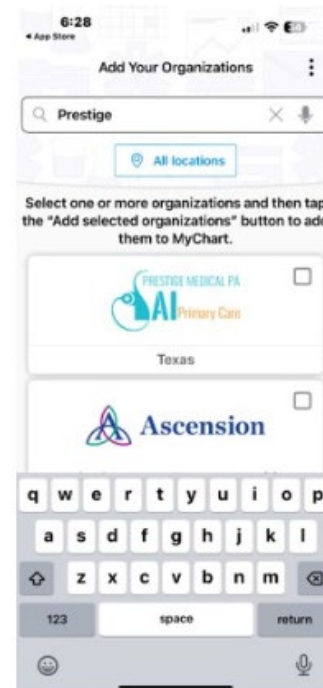 6:28
App Store
Add Your Organizations
Prestige
All locations
Select one or more organizations and then tap
the "Add selected organizations" button to add
them to MyChart.
PRESTIGE MEDICAL PA
AI Primary Care
Texas
Ascension
q w e r t y u i o p
a s d f g h j k l
z x c v b n m
123 space return